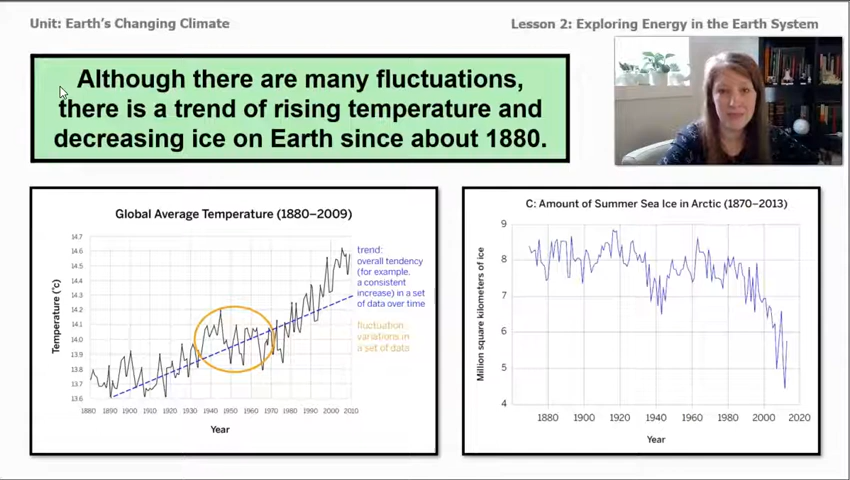 Unit: Earth's Changing Climate
Lesson 2: Exploring Energy in the Earth System
Although there are many fluctuations,
there is a trend of rising temperature and
decreasing ice on Earth since about 1880.
Global Average Temperature (1880–2009)
Temperature (°c)
14.7
14.6
14.5
14.4
14.3
14.2
14.1
14.0
13.9
13.8
13.7
13.6
1880 1890 1900 1910 1920 1930 1940 1950 1960 1970 1980 1990 2000 2010
Year
trend:
overall tendency
(for example,
a consistent
increase) in a set
of data over time
fluctuation
variations in
a set of data
C: Amount of Summer Sea Ice in Arctic (1870–2013)
Million square kilometers of ice
9
8
7
6
5
4
1880 1900 1920 1940 1960 1980 2000 2020
Year